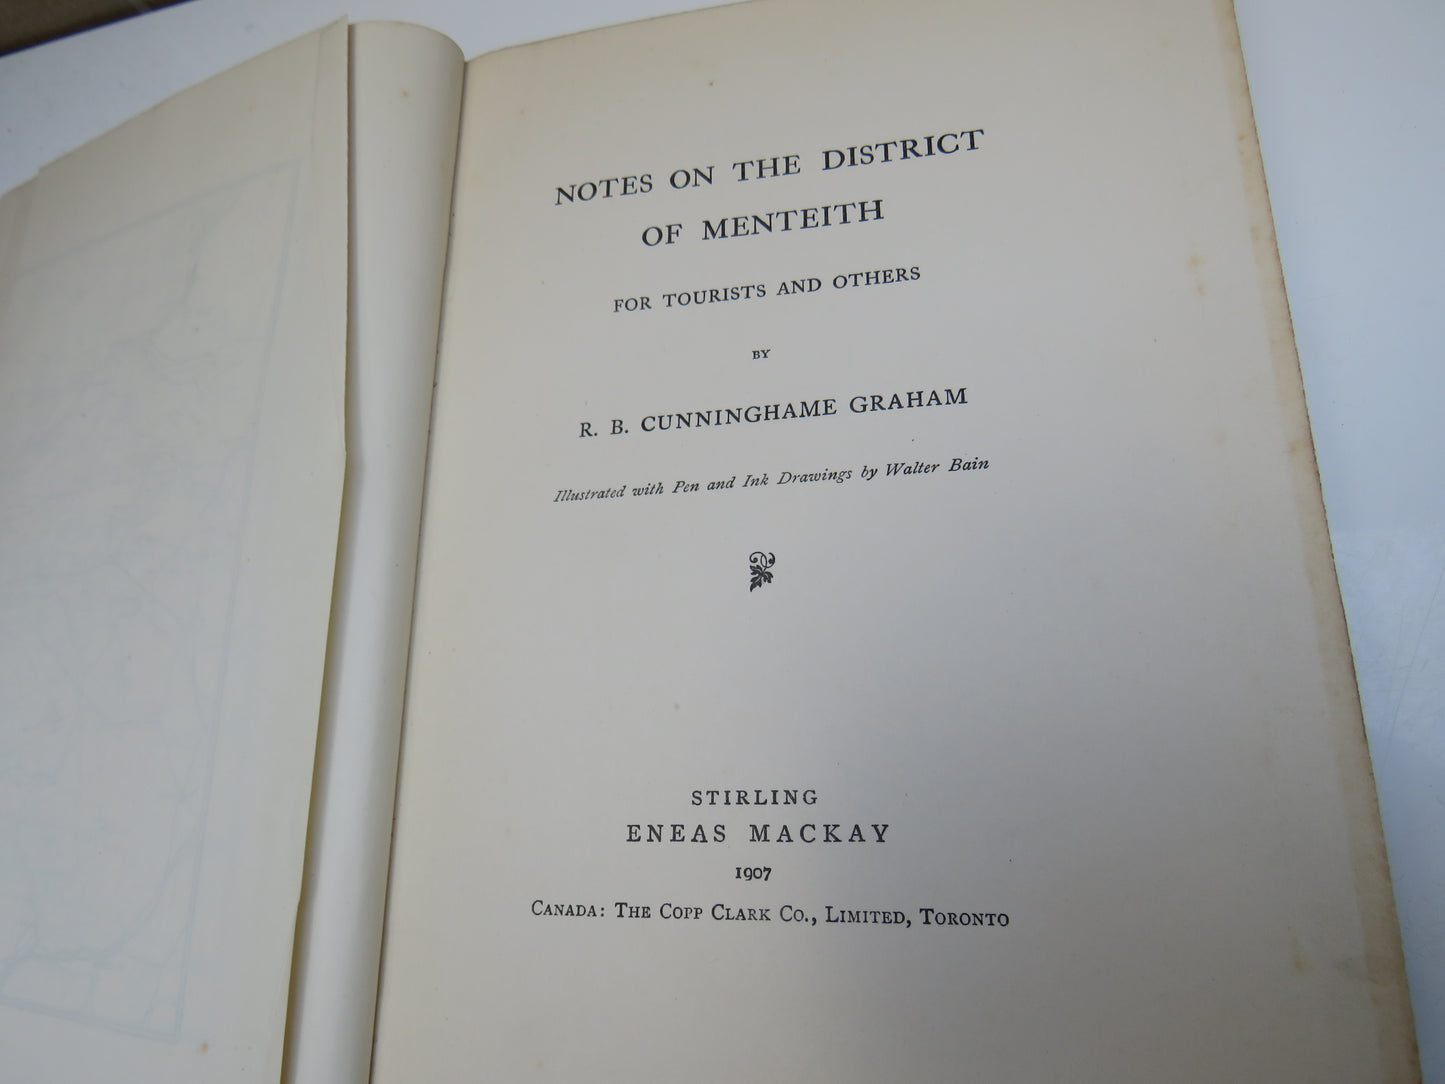 NOTES ON THE DISTRICT
OF MENTEITH
FOR TOURISTS AND OTHERS
BY
R. B. CUNNINGHAME GRAHAM
Illustrated with Pen and Ink Drawings by Walter Bain
STIRLING
ENEAS MACKAY
1907
CANADA: THE COPP CLARK CO., LIMITED, TORONTO